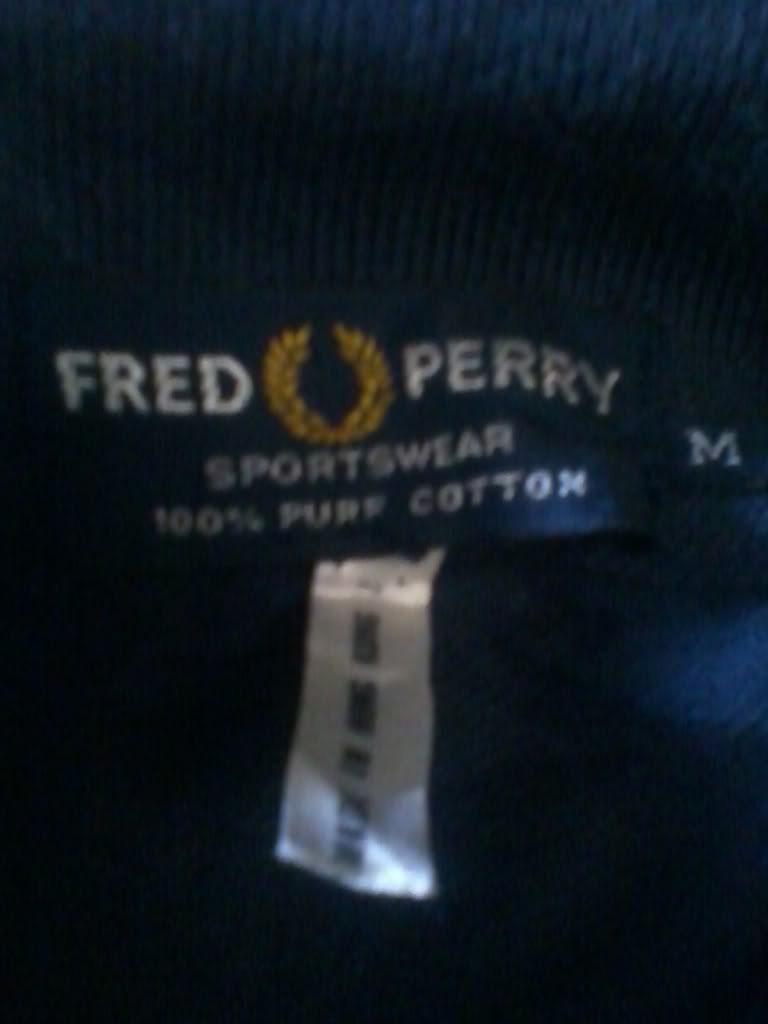 FRED PERRY
SPORTSWEAR
100% PURE COTTON
M